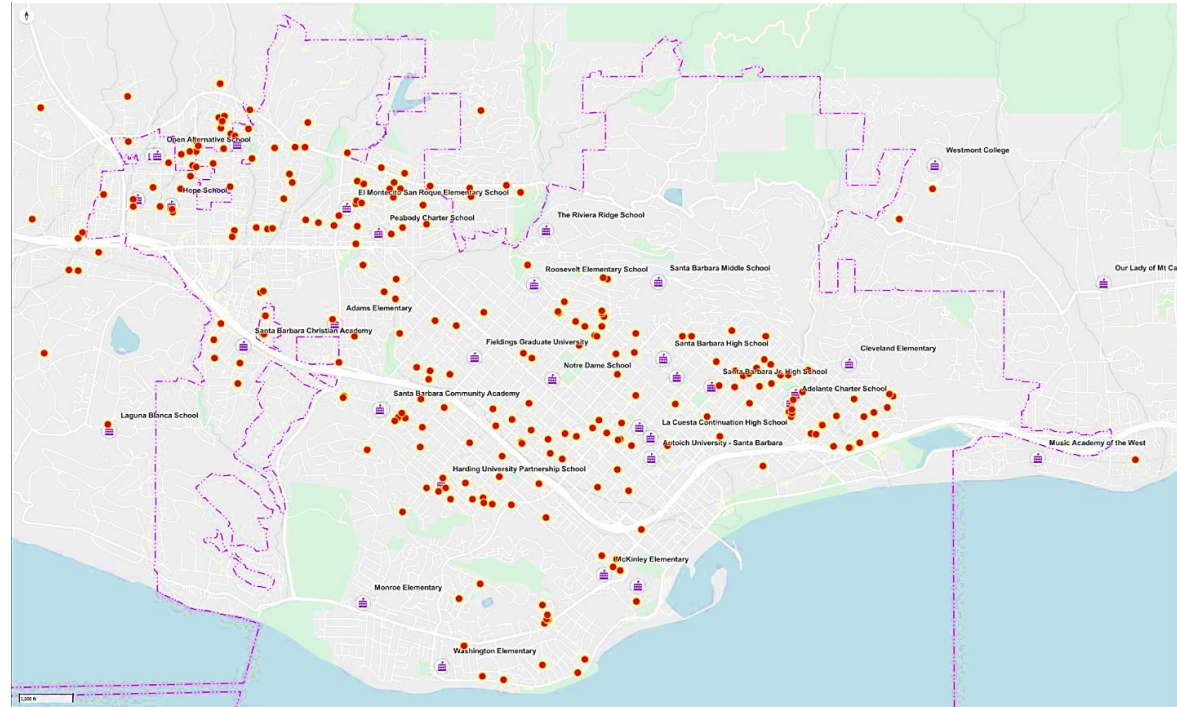 Open Alternative School
Westmont College
Hope School
El Montecito San Roque Elementary School
Peabody Charter School
The Riviera Ridge School
Roosevelt Elementary School
Santa Barbara Middle School
Our Lady of Mt Ca
Adams Elementary
Santa Barbara Christian Academy
Fieldings Graduate University
Santa Barbara High School
Cleveland Elementary
Notre Dame School
Santa Barbara Jr. High School
Adelante Charter School
Santa Barbara Community Academy
Laguna Blanca School
La Cuesta Continuation High School
Antoich University - Santa Barbara
Music Academy of the West
Harding University Partnership School
McKinley Elementary
Monroe Elementary
Washington Elementary
2,000 ft